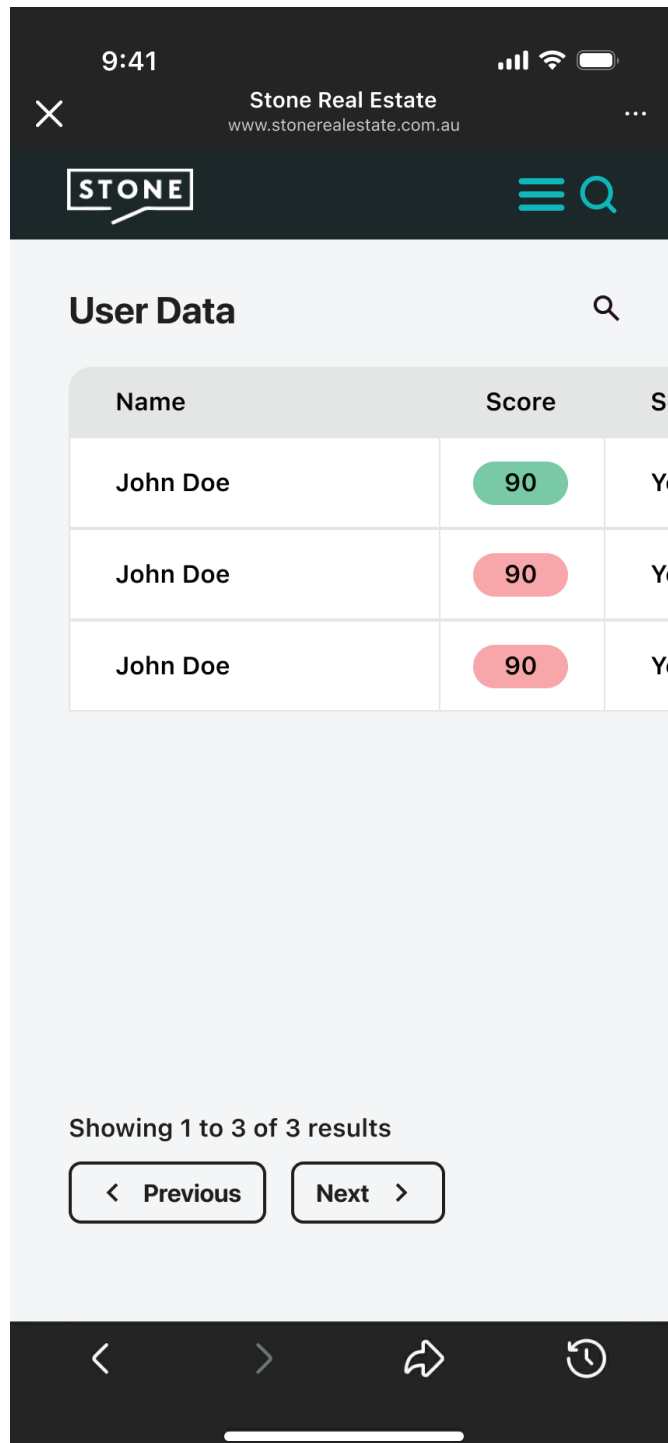 9:41
Stone Real Estate
www.stonerealestate.com.au
STONE
User Data
Name Score
John Doe 90
John Doe 90
John Doe 90
Showing 1 to 3 of 3 results
Previous Next